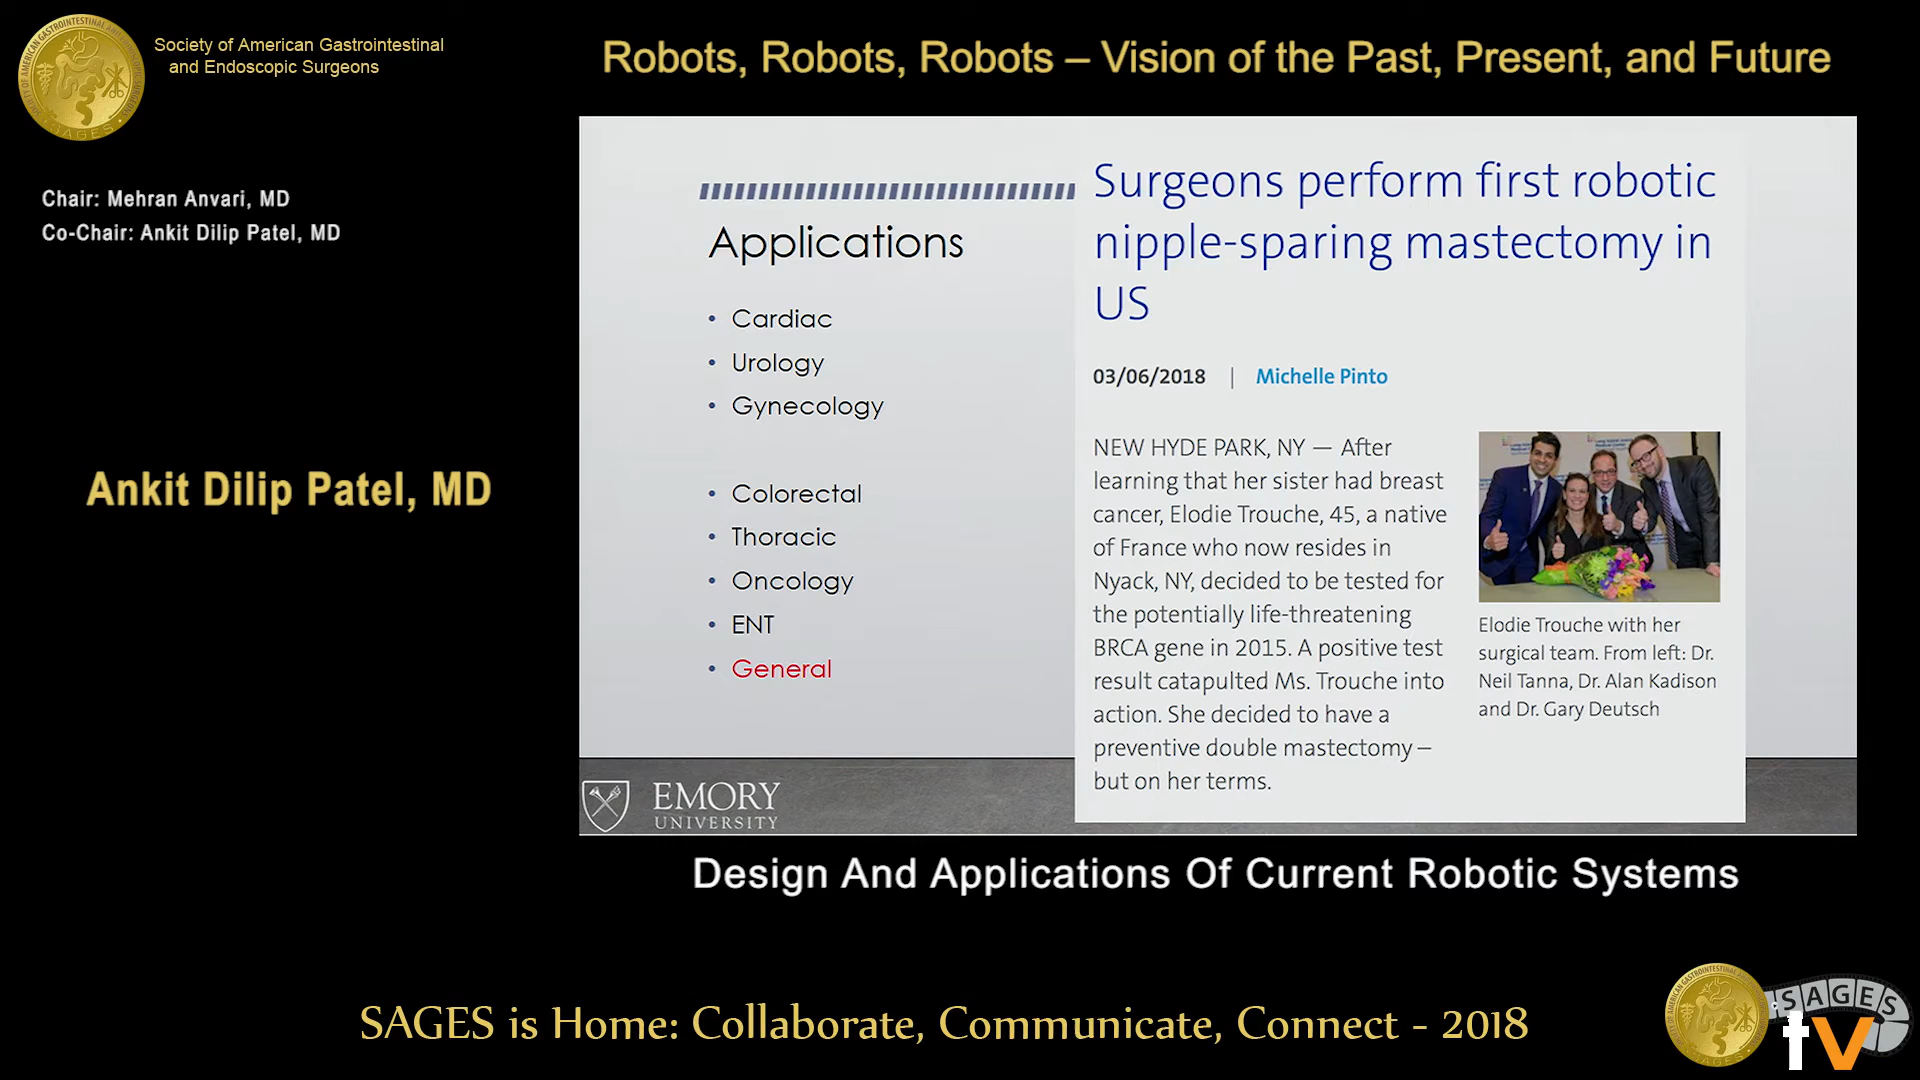 Society of American Gastrointestinal
and Endoscopic Surgeons
Robots, Robots, Robots – Vision of the Past, Present, and Future
Chair: Mehran Anvari, MD
Co-Chair: Ankit Dilip Patel, MD
Ankit Dilip Patel, MD
Applications
• Cardiac
• Urology
• Gynecology
• Colorectal
• Thoracic
• Oncology
• ENT
• General
EMORY
UNIVERSITY
Surgeons perform first robotic
nipple-sparing mastectomy in
US
03/06/2018 | Michelle Pinto
NEW HYDE PARK, NY — After
learning that her sister had breast
cancer, Elodie Trouche, 45, a native
of France who now resides in
Nyack, NY, decided to be tested for
the potentially life-threatening
BRCA gene in 2015. A positive test
result catapulted Ms. Trouche into
action. She decided to have a
preventive double mastectomy –
but on her terms.
Elodie Trouche with her
surgical team. From left: Dr.
Neil Tanna, Dr. Alan Kadison
and Dr. Gary Deutsch
Design And Applications Of Current Robotic Systems
SAGES is Home: Collaborate, Communicate, Connect - 2018
SAGES
tv